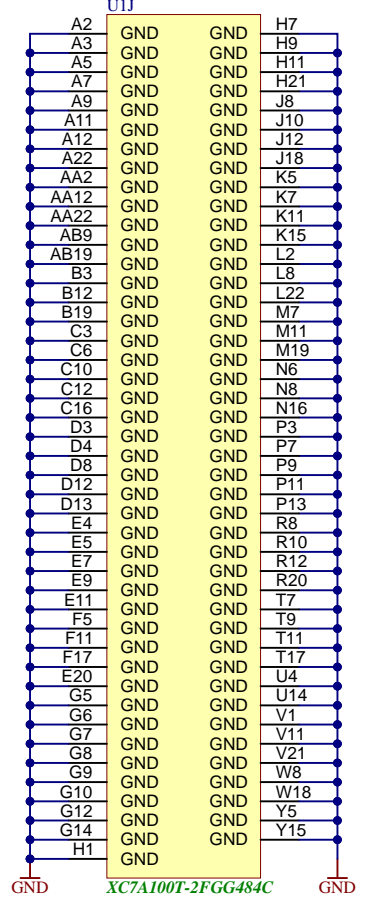 U1J
A2 GND GND H7
A3 GND GND H9
A5 GND GND H11
A7 GND GND H21
A9 GND GND J8
A11 GND GND J10
A12 GND GND J12
A22 GND GND J18
AA2 GND GND K5
AA12 GND GND K7
AA22 GND GND K11
AB9 GND GND K15
AB19 GND GND L2
B3 GND GND L8
B12 GND GND L22
B19 GND GND M7
C3 GND GND M11
C6 GND GND M19
C10 GND GND N6
C12 GND GND N8
C16 GND GND N16
D3 GND GND P3
D4 GND GND P7
D8 GND GND P9
D12 GND GND P11
D13 GND GND P13
E4 GND GND R8
E5 GND GND R10
E7 GND GND R12
E9 GND GND R20
E11 GND GND T7
F5 GND GND T9
F11 GND GND T11
F17 GND GND T17
E20 GND GND U4
G5 GND GND U14
G6 GND GND V1
G7 GND GND V11
G8 GND GND V21
G9 GND GND W8
G10 GND GND W18
G12 GND GND Y5
G14 GND GND Y15
H1 GND
GND XC7A100T-2FGG484C GND